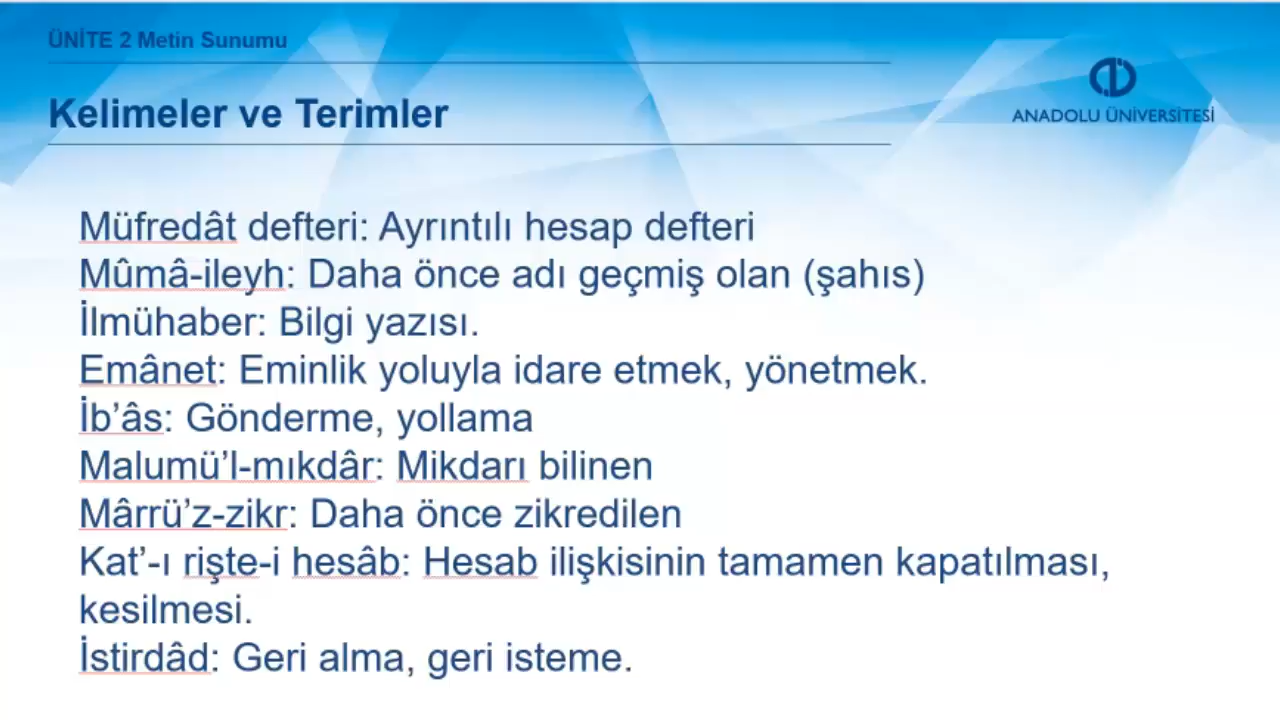 ÜNİTE 2 Metin Sunumu
Kelimeler ve Terimler
ANADOLU ÜNİVERSİTESİ
Müfredât defteri: Ayrıntılı hesap defteri
Mûmâ-ileyh: Daha önce adı geçmiş olan (şahıs)
İlmühaber: Bilgi yazısı.
Emânet: Eminlik yoluyla idare etmek, yönetmek.
İb’âs: Gönderme, yollama
Malumü’l-mıkdâr: Mikdarı bilinen
Mârrü’z-zikr: Daha önce zikredilen
Kat’-ı rişte-i hesâb: Hesab ilişkisinin tamamen kapatılması,
kesilmesi.
İstirdâd: Geri alma, geri isteme.